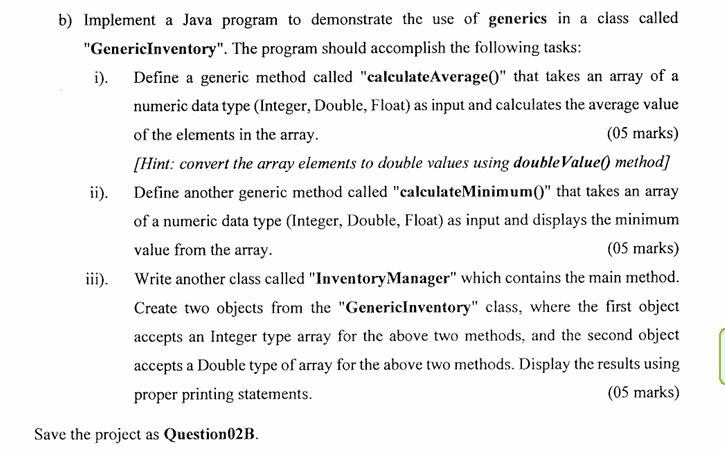 b) Implement a Java program to demonstrate the use of generics in a class called
"GenericInventory". The program should accomplish the following tasks:
i). Define a generic method called "calculateAverage()" that takes an array of a
numeric data type (Integer, Double, Float) as input and calculates the average value
of the elements in the array. (05 marks)
[Hint: convert the array elements to double values using doubleValue() method]
ii). Define another generic method called "calculateMinimum()" that takes an array
of a numeric data type (Integer, Double, Float) as input and displays the minimum
value from the array. (05 marks)
iii). Write another class called "InventoryManager" which contains the main method.
Create two objects from the "GenericInventory" class, where the first object
accepts an Integer type array for the above two methods, and the second object
accepts a Double type of array for the above two methods. Display the results using
proper printing statements. (05 marks)
Save the project as Question02B.